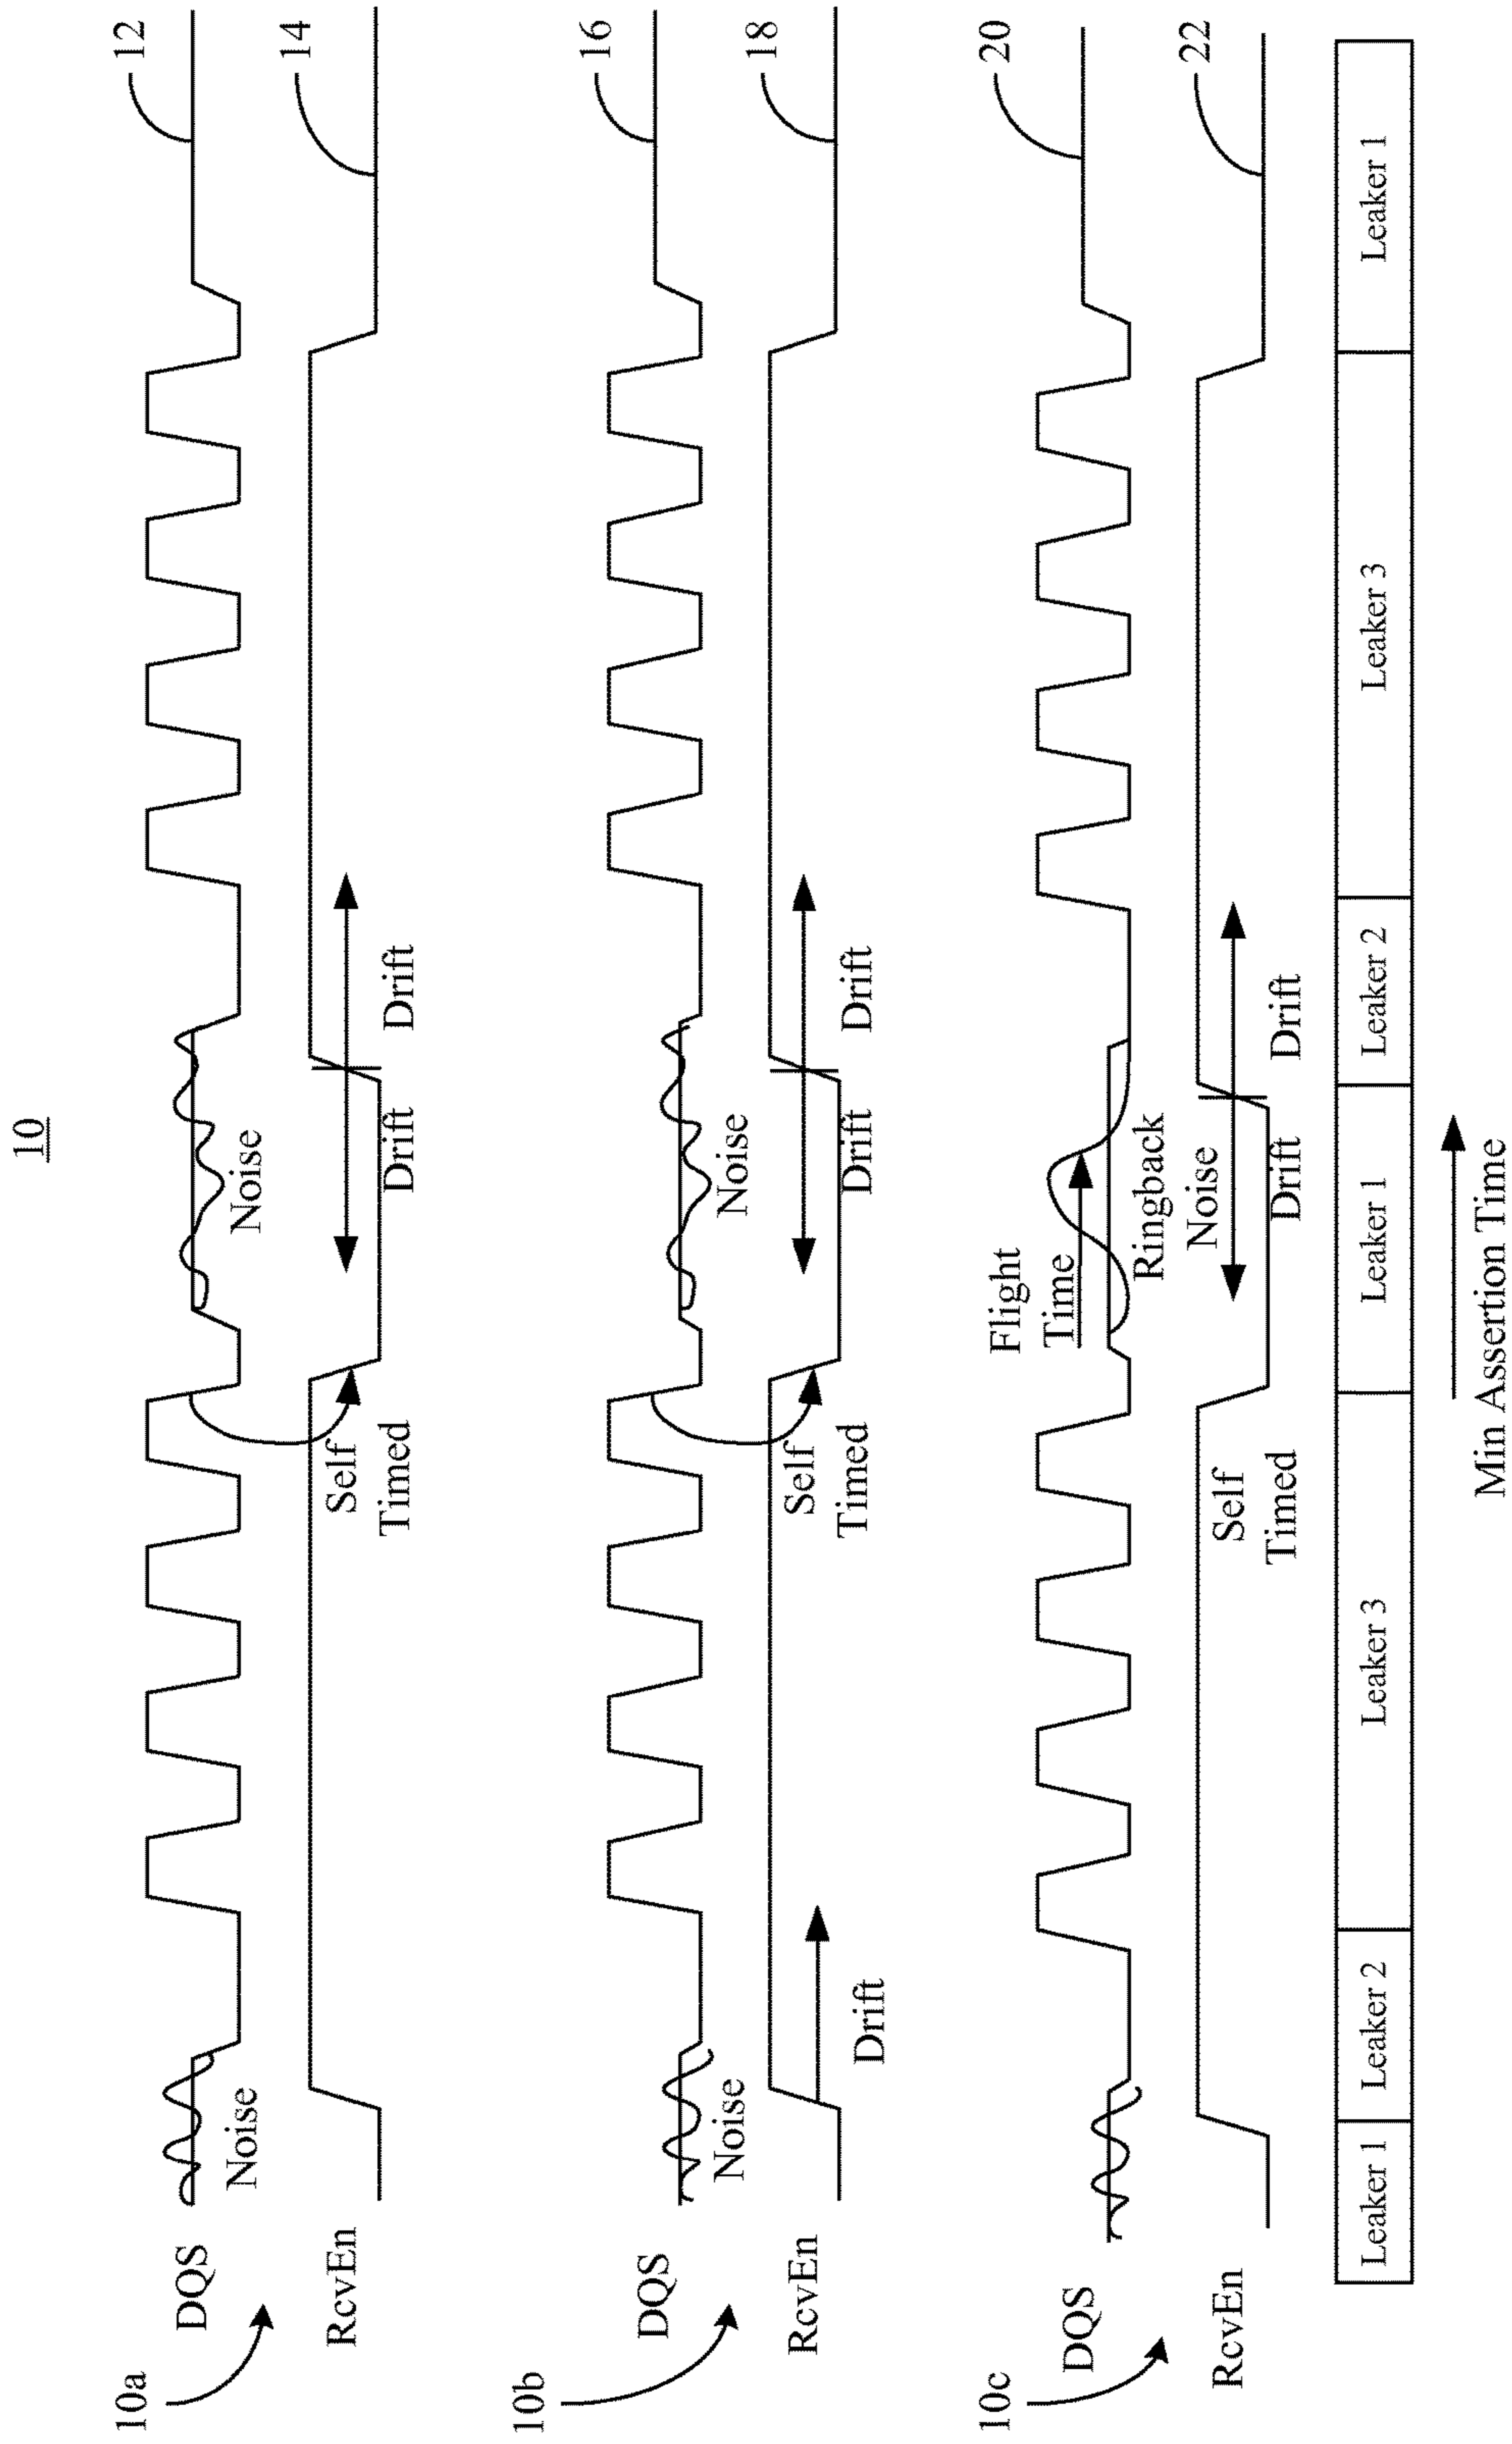 10
10a
DQS
Noise
Noise
12
RcvEn
Self
Timed
Drift
Drift
14
10b
DQS
Noise
Noise
16
RcvEn
Drift
Self
Timed
Drift
Drift
18
10c
DQS
Flight
Time
Ringback
Noise
20
RcvEn
Self
Timed
Drift
Drift
22
Leaker 1
Leaker 2
Leaker 3
Leaker 1
Leaker 2
Leaker 3
Leaker 1
Min Assertion Time